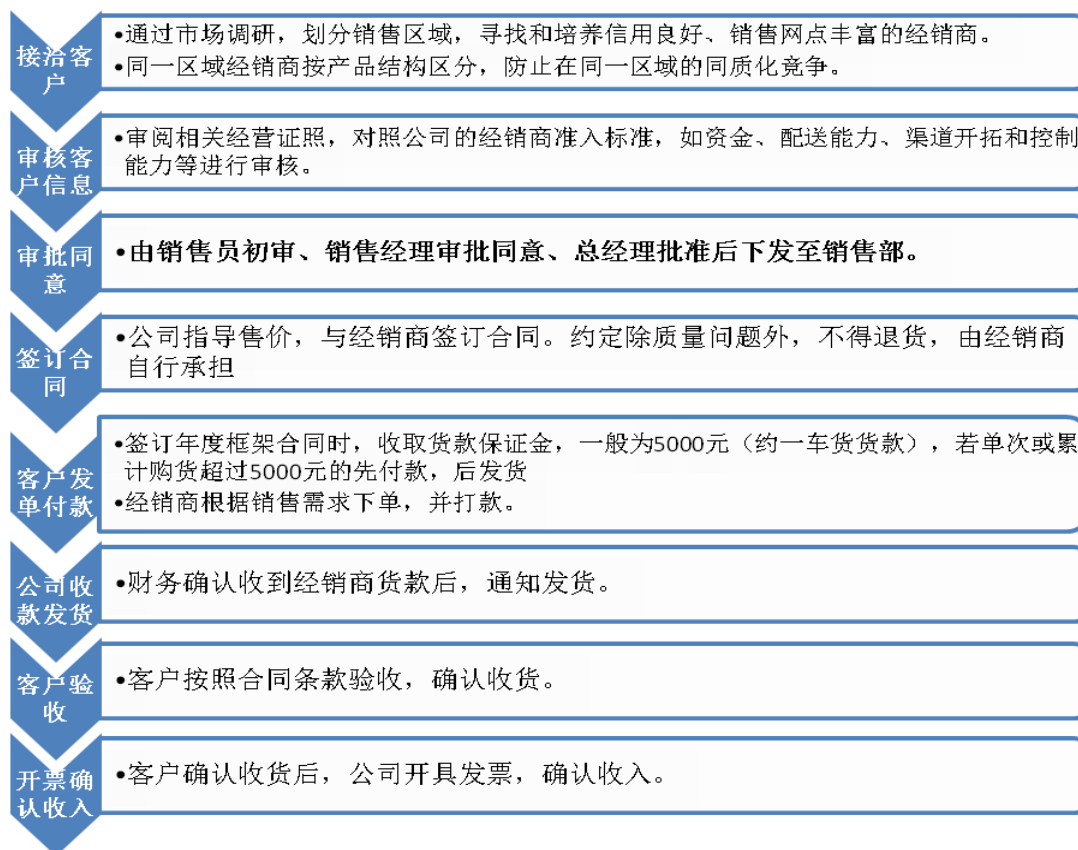 接洽客
户
•通过市场调研，划分销售区域，寻找和培养信用良好、销售网点丰富的经销商。
•同一区域经销商按产品结构区分，防止在同一区域的同质化竞争。
审核客
户信息
•审阅相关经营证照，对照公司的经销商准入标准，如资金、配送能力、渠道开拓和控制
能力等进行审核。
审批同
意
•由销售员初审、销售经理审批同意、总经理批准后下发至销售部。
签订合
同
•公司指导售价，与经销商签订合同。约定除质量问题外，不得退货，由经销商
自行承担
客户发
单付款
•签订年度框架合同时，收取货款保证金，一般为5000元（约一车货货款），若单次或累
计购货超过5000元的先付款，后发货
•经销商根据销售需求下单，并打款。
公司收
款发货
•财务确认收到经销商货款后，通知发货。
客户验
收
•客户按照合同条款验收，确认收货。
开票确
认收入
•客户确认收货后，公司开具发票，确认收入。